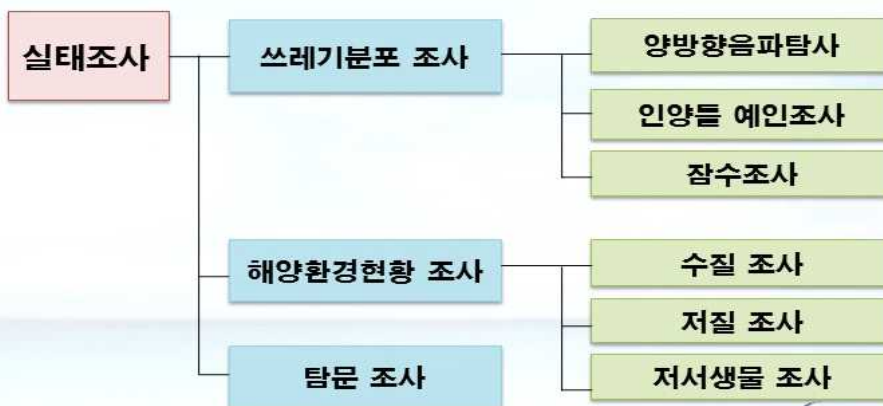 실태조사
쓰레기분포 조사
양방향음파탐사
인양틀 예인조사
잠수조사
해양환경현황 조사
수질 조사
저질 조사
저서생물 조사
탐문 조사